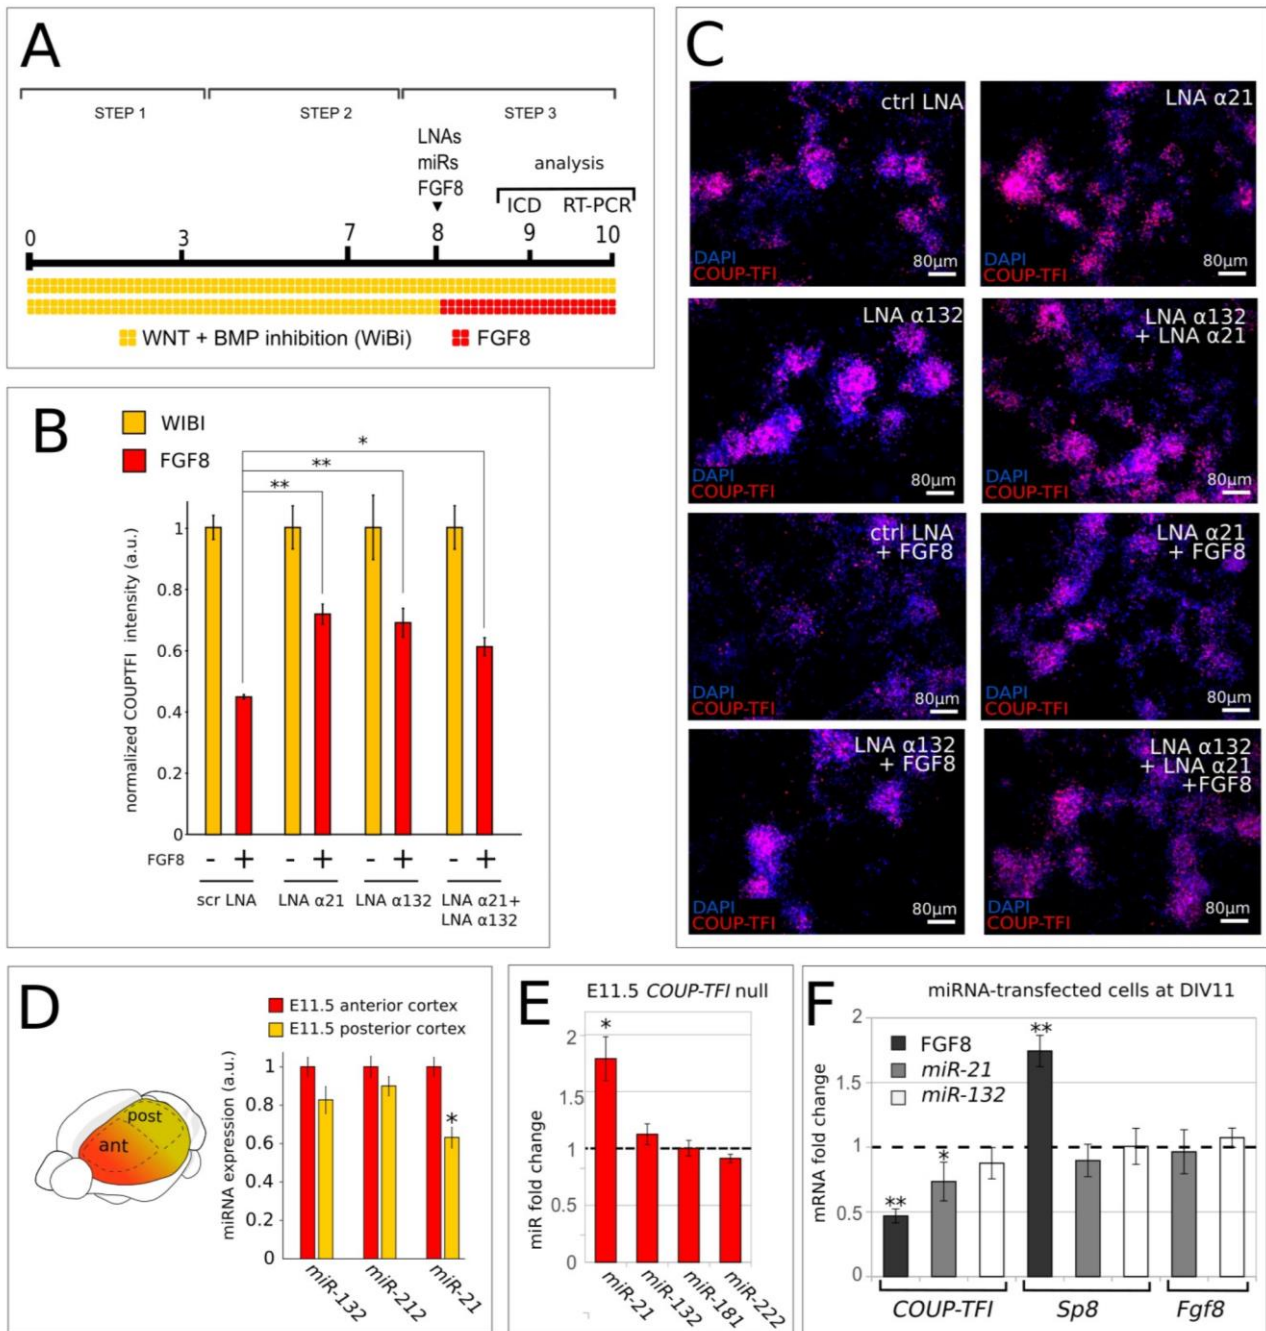 A
STEP 1
STEP 2
STEP 3
LNAs
miRs
FGF8
analysis
ICD
RT-PCR
0
3
7
8
9
10
WNT + BMP inhibition (WiBi)
FGF8
B
WIBI
FGF8
*
**
**
normalized COUPTFI intensity (a.u.)
1
0.8
0.6
0.4
0.2
0
FGF8
- + - + - + - +
scr LNA
LNA α21
LNA α132
LNA α21+
LNA α132
C
ctrl LNA
DAPI
COUP-TFI
80µm
LNA α21
DAPI
COUP-TFI
80µm
LNA α132
DAPI
COUP-TFI
80µm
LNA α132
+ LNA α21
DAPI
COUP-TFI
80µm
ctrl LNA
+ FGF8
DAPI
COUP-TFI
80µm
LNA α21
+ FGF8
DAPI
COUP-TFI
80µm
LNA α132
+ FGF8
DAPI
COUP-TFI
80µm
LNA α132
+ LNA α21
+FGF8
DAPI
COUP-TFI
80µm
D
post
ant
E11.5 anterior cortex
E11.5 posterior cortex
miRNA expression (a.u.)
1
0.8
0.6
0.4
0.2
0
*
miR-132
miR-212
miR-21
E
E11.5 COUP-TFI null
miR fold change
2
1.5
1
0.5
0
*
miR-21
miR-132
miR-181
miR-222
F
miRNA-transfected cells at DIV11
mRNA fold change
2
1.5
1
0.5
0
FGF8
miR-21
miR-132
**
*
**
COUP-TFI
Sp8
Fgf8